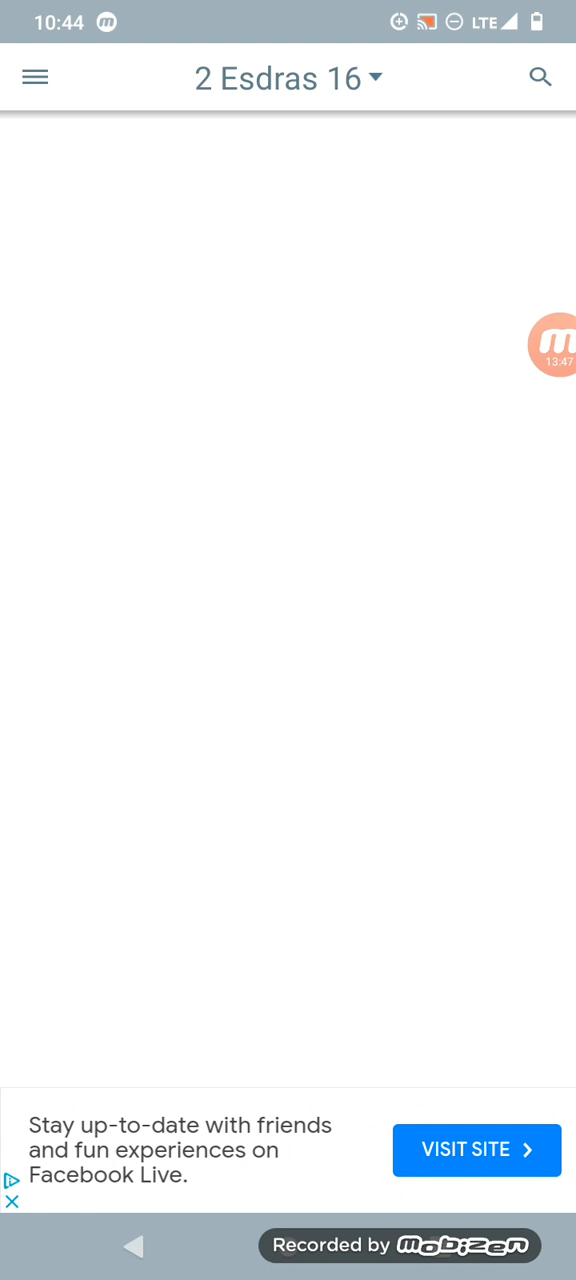 10:44 m LTE
2 Esdras 16
m
13:47
Stay up-to-date with friends
and fun experiences on
Facebook Live.
VISIT SITE
Recorded by mobizen